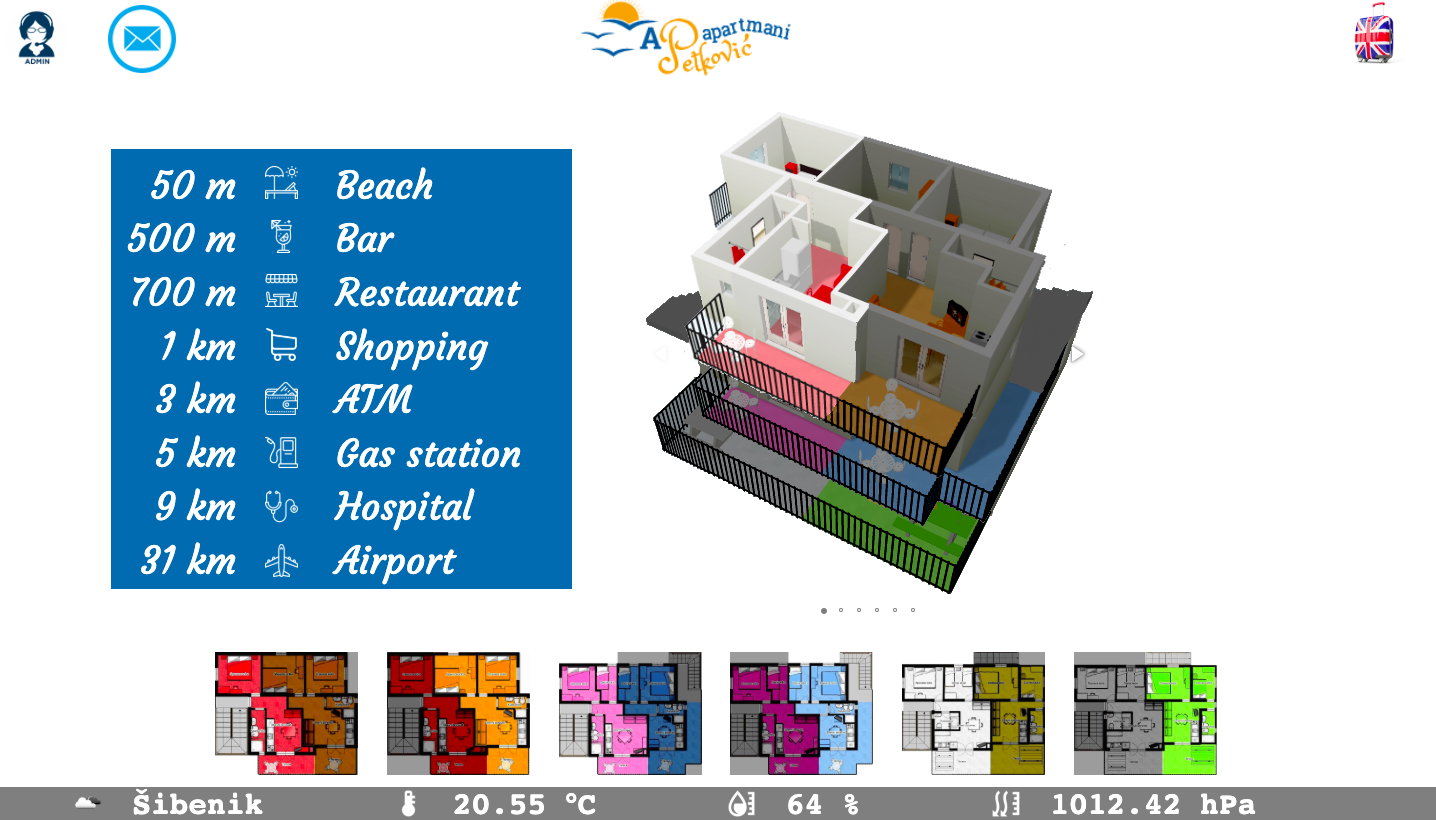 ADMIN
A apartmani
Petković
50 m Beach
500 m Bar
700 m Restaurant
1 km Shopping
3 km ATM
5 km Gas station
9 km Hospital
31 km Airport
Šibenik 20.55 °C 64 % 1012.42 hPa